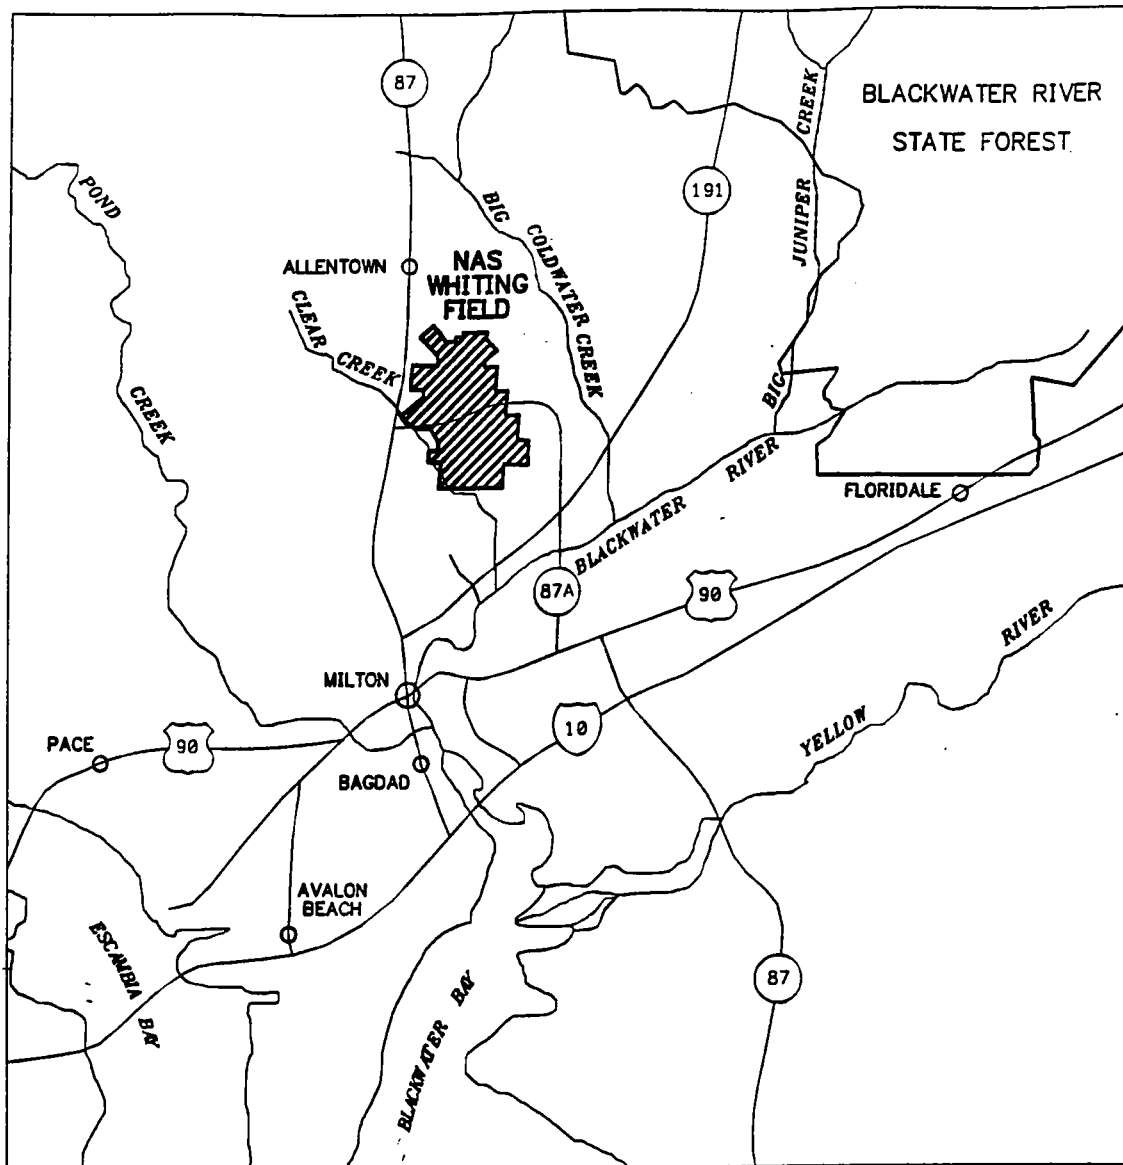 87
BLACKWATER RIVER
STATE FOREST
JUNIPER CREEK
191
POND
BIG COLDWATER CREEK
ALLENTOWN
NAS
WHITING
FIELD
CLEAR CREEK
CREEK
BIG
RIVER
FLORIDALE
BLACKWATER
87A
90
RIVER
MILTON
YELLOW
10
PACE
90
BAGDAD
AVALON
BEACH
ESCAMBIA BAY
87
BLACKWATER BAY